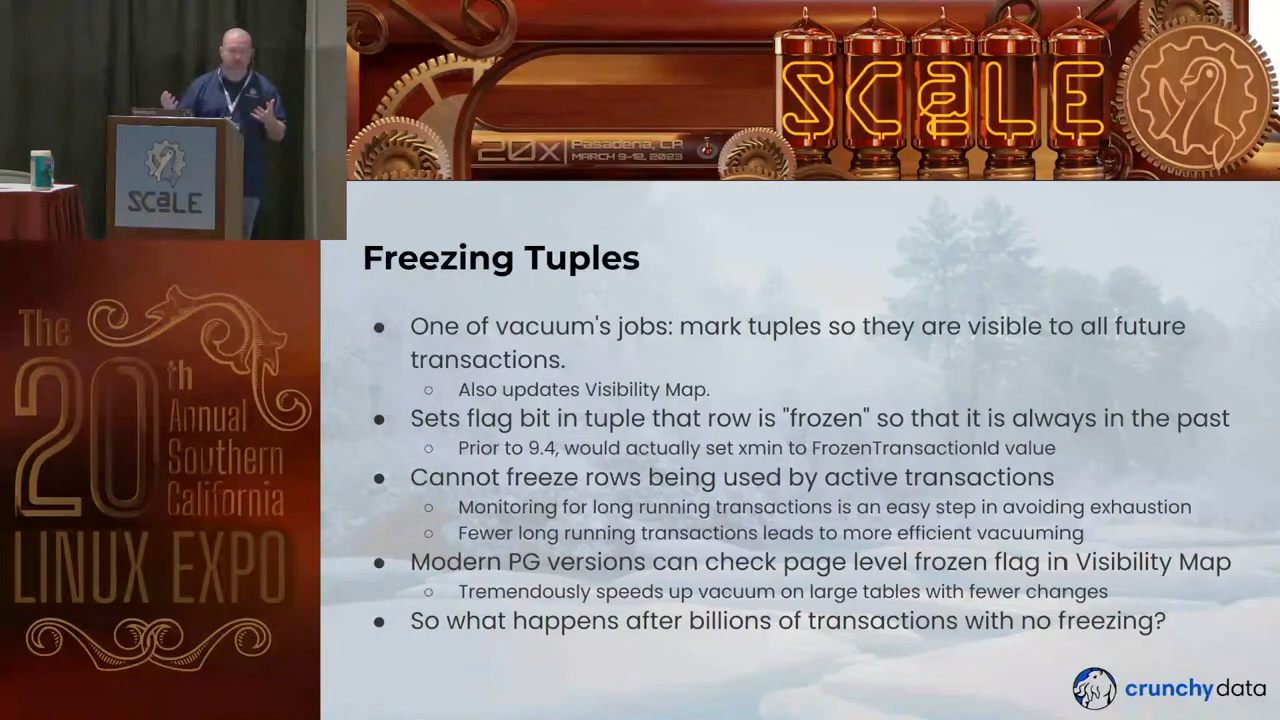 SCaLE
20x
Pasadena, CA
MARCH 9-12, 2023
SCaLE
The
20th
Annual
Southern
California
LINUX EXPO
Freezing Tuples
● One of vacuum's jobs: mark tuples so they are visible to all future
transactions.
○ Also updates Visibility Map.
● Sets flag bit in tuple that row is "frozen" so that it is always in the past
○ Prior to 9.4, would actually set xmin to FrozenTransactionId value
● Cannot freeze rows being used by active transactions
○ Monitoring for long running transactions is an easy step in avoiding exhaustion
○ Fewer long running transactions leads to more efficient vacuuming
● Modern PG versions can check page level frozen flag in Visibility Map
○ Tremendously speeds up vacuum on large tables with fewer changes
● So what happens after billions of transactions with no freezing?
crunchydata